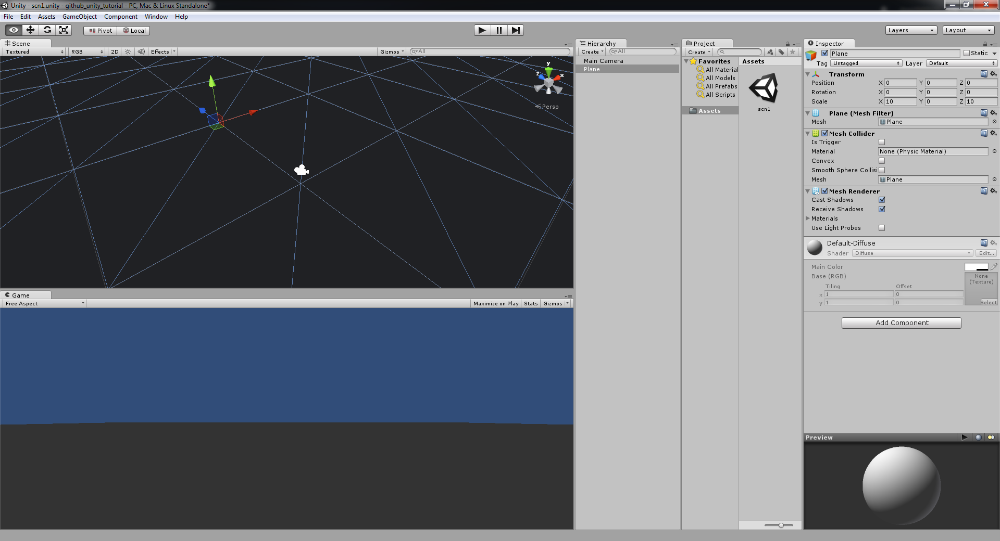 Unity - scn1.unity - github_unity_tutorial - PC, Mac & Linux Standalone*
File Edit Assets GameObject Component Window Help
Pivot Local Layers Layout
Scene
Textured RGB 2D Effects Gizmos All
y
z x
Persp
Game
Free Aspect Maximize on Play Stats Gizmos
Hierarchy
Create All
Main Camera
Plane
Project
Create
Favorites
All Material
All Models
All Prefabs
All Scripts
Assets
Assets
scn1
Inspector
Plane Static
Tag Untagged Layer Default
Transform
Position X 0 Y 0 Z 0
Rotation X 0 Y 0 Z 0
Scale X 10 Y 0 Z 10
Plane (Mesh Filter)
Mesh Plane
Mesh Collider
Is Trigger
Material None (Physic Material)
Convex
Smooth Sphere Collisi
Mesh Plane
Mesh Renderer
Cast Shadows
Receive Shadows
Materials
Use Light Probes
Default-Diffuse
Shader Diffuse Edit...
Main Color
Base (RGB) None
(Texture)
Tiling Offset
x 1 0
y 1 0 Select
Add Component
Preview